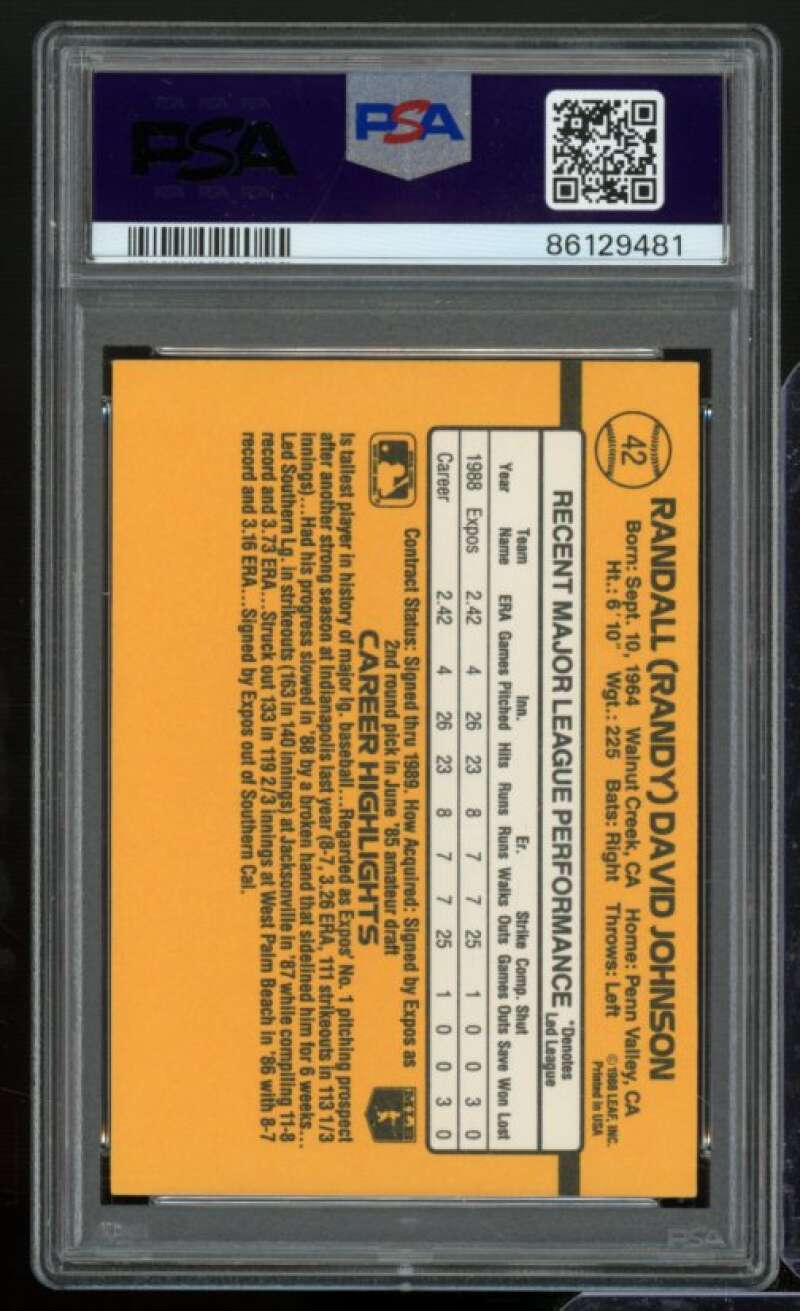 PSA
PSA
86129481
42
RANDALL (RANDY) DAVID JOHNSON
Born: Sept. 10, 1964 Walnut Creek, CA Home: Penn Valley, CA
Ht.: 6'10" Wgt.: 225 Bats: Right Throws: Left
© 1988 LEAF, INC.
Printed in USA
RECENT MAJOR LEAGUE PERFORMANCE
*Denotes
Led League
Team Inn. Er. Strike Comp. Shut
Year Name ERA Games Pitched Hits Runs Runs Walks Outs Games Outs Save Won Lost
1988 Expos 2.42 4 26 23 8 7 7 25 1 0 0 3 0
Career 2.42 4 26 23 8 7 7 25 1 0 0 3 0
Contract Status: Signed thru 1989. How Acquired: Signed by Expos as
2nd round pick in June '85 amateur draft
CAREER HIGHLIGHTS
MLBPA
Is tallest player in history of major lg. baseball...Regarded as Expos' No. 1 pitching prospect
after another strong season at Indianapolis last year (8-7, 3.26 ERA, 111 strikeouts in 113 1/3
innings)...Had his progress slowed in '88 by a broken hand that sidelined him for 6 weeks...
Led Southern Lg. in strikeouts (163 in 140 innings) at Jacksonville in '87 while compiling 11-8
record and 3.73 ERA...Struck out 133 in 119 2/3 innings at West Palm Beach in '86 with 8-7
record and 3.16 ERA...Signed by Expos out of Southern Cal.
PSA